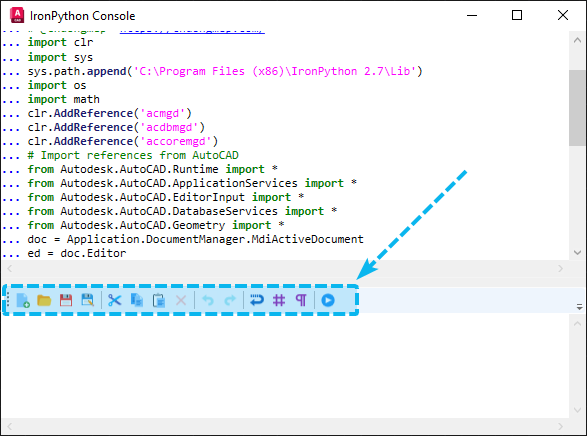 IronPython Console
... import clr
... import sys
... sys.path.append('C:\Program Files (x86)\IronPython 2.7\Lib')
... import os
... import math
... clr.AddReference('acmgd')
... clr.AddReference('acdbmgd')
... clr.AddReference('accoremgd')
... # Import references from AutoCAD
... from Autodesk.AutoCAD.Runtime import *
... from Autodesk.AutoCAD.ApplicationServices import *
... from Autodesk.AutoCAD.EditorInput import *
... from Autodesk.AutoCAD.DatabaseServices import *
... from Autodesk.AutoCAD.Geometry import *
... doc = Application.DocumentManager.MdiActiveDocument
... ed = doc.Editor